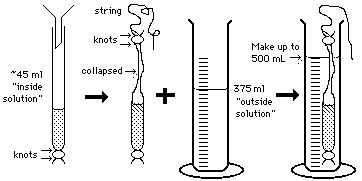 string
knots
~45 ml
"inside
solution"
collapsed
knots
375 ml
"outside
solution"
Make up to
500 mL